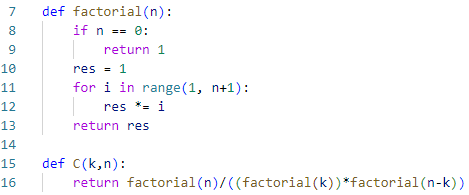 7 def factorial(n):
8     if n == 0:
9         return 1
10     res = 1
11     for i in range(1, n+1):
12         res *= i
13     return res
14
15 def C(k,n):
16     return factorial(n)/((factorial(k))*factorial(n-k))